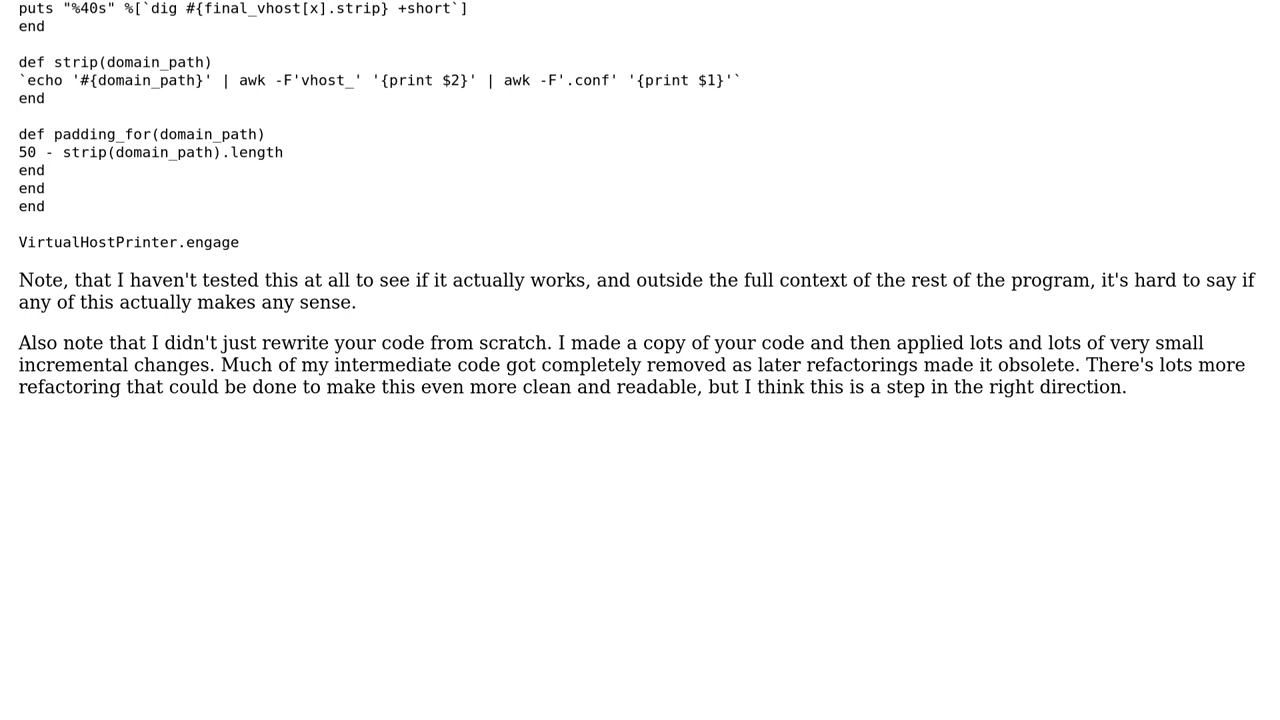 puts "%40s" %[`dig #{final_vhost[x].strip} +short`]
end
def strip(domain_path)
`echo '#{domain_path}' | awk -F'vhost_' '{print $2}' | awk -F'.conf' '{print $1}'`
end
def padding_for(domain_path)
50 - strip(domain_path).length
end
end
end
VirtualHostPrinter.engage
Note, that I haven't tested this at all to see if it actually works, and outside the full context of the rest of the program, it's hard to say if
any of this actually makes any sense.
Also note that I didn't just rewrite your code from scratch. I made a copy of your code and then applied lots and lots of very small
incremental changes. Much of my intermediate code got completely removed as later refactorings made it obsolete. There's lots more
refactoring that could be done to make this even more clean and readable, but I think this is a step in the right direction.